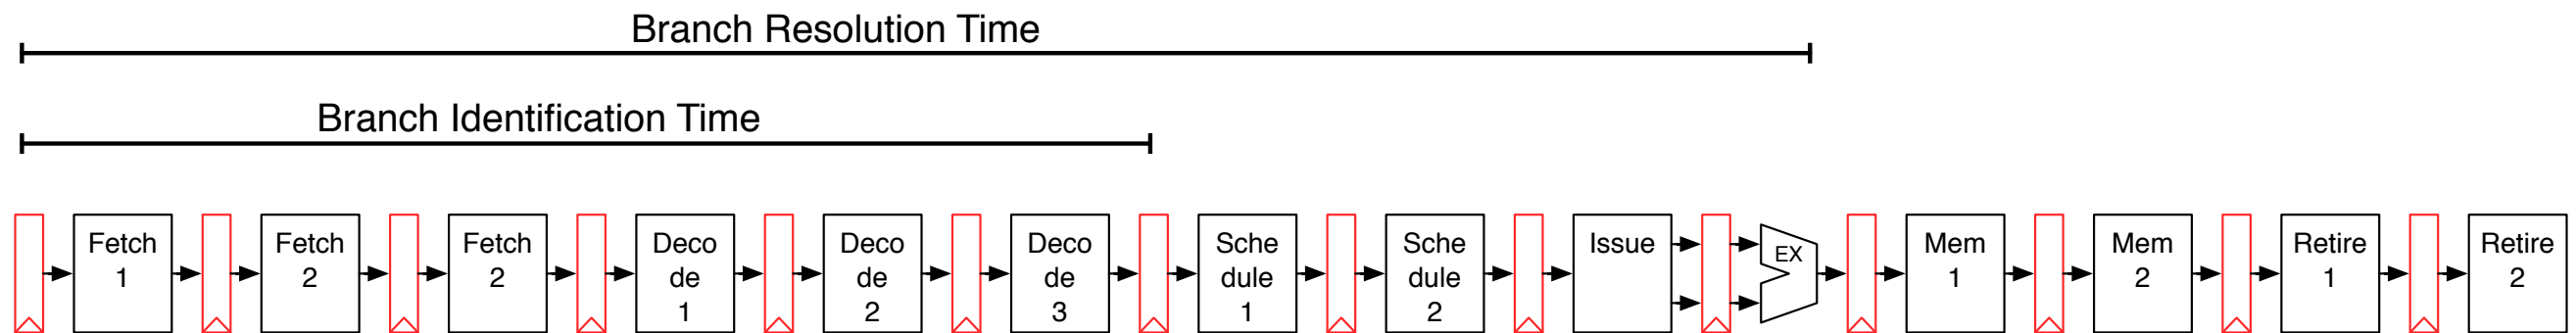 Branch Resolution Time
Branch Identification Time
Fetch
1
Fetch
2
Fetch
2
Deco
de
1
Deco
de
2
Deco
de
3
Sche
dule
1
Sche
dule
2
Issue
EX
Mem
1
Mem
2
Retire
1
Retire
2